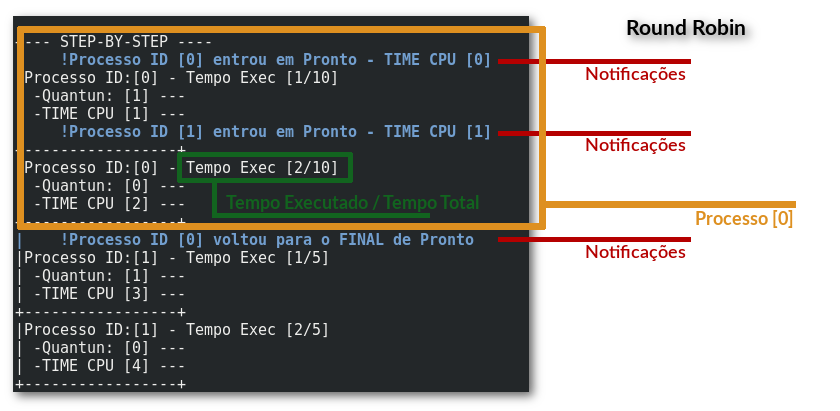 Round Robin
---- STEP-BY-STEP ----
!Processo ID [0] entrou em Pronto - TIME CPU [0]
Notificações
Processo ID:[0] - Tempo Exec [1/10]
-Quantun: [1] ---
-TIME CPU [1] ---
!Processo ID [1] entrou em Pronto - TIME CPU [1]
Notificações
-----------------+
Processo ID:[0] - Tempo Exec [2/10]
-Quantun: [0] ---
-TIME CPU [2] ---
Tempo Executado / Tempo Total
Processo [0]
+-----------------+
| !Processo ID [0] voltou para o FINAL de Pronto
Notificações
|Processo ID:[1] - Tempo Exec [1/5]
| -Quantun: [1] ---
| -TIME CPU [3] ---
+-----------------+
|Processo ID:[1] - Tempo Exec [2/5]
| -Quantun: [0] ---
| -TIME CPU [4] ---
+-----------------+